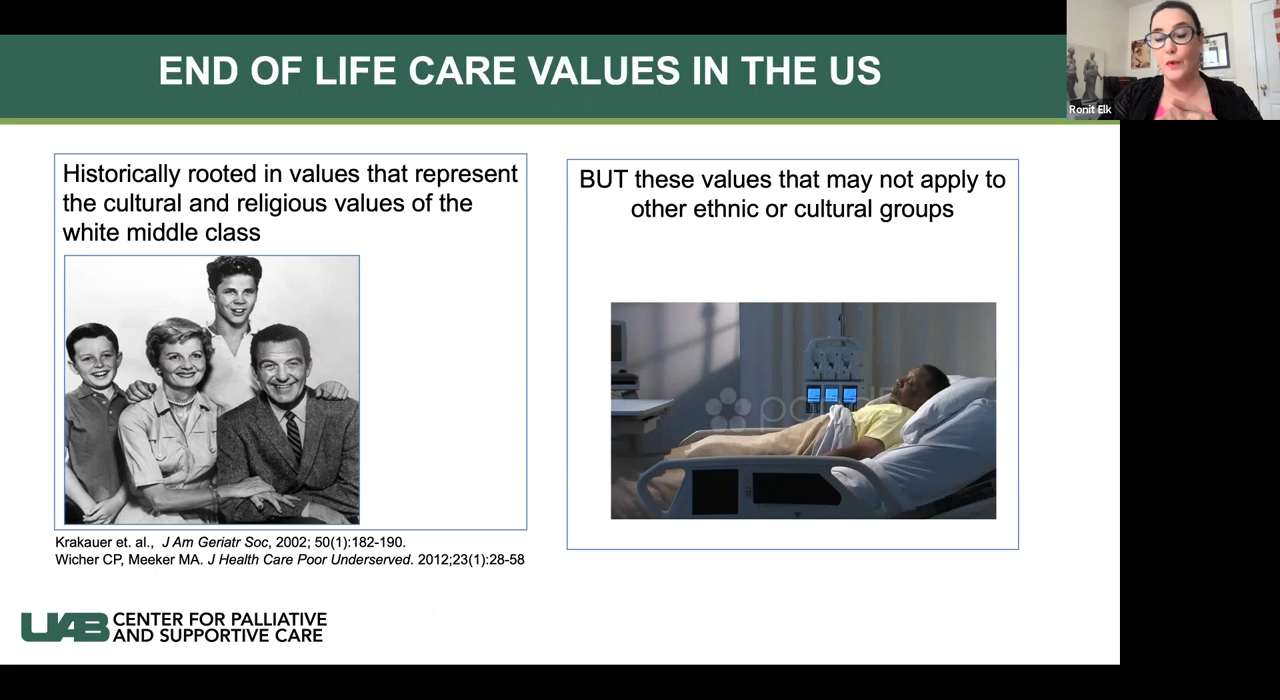 END OF LIFE CARE VALUES IN THE US
Ronit Elk
Historically rooted in values that represent
the cultural and religious values of the
white middle class
BUT these values that may not apply to
other ethnic or cultural groups
Krakauer et. al., J Am Geriatr Soc, 2002; 50(1):182-190.
Wicher CP, Meeker MA. J Health Care Poor Underserved. 2012;23(1):28-58
UAB CENTER FOR PALLIATIVE
AND SUPPORTIVE CARE